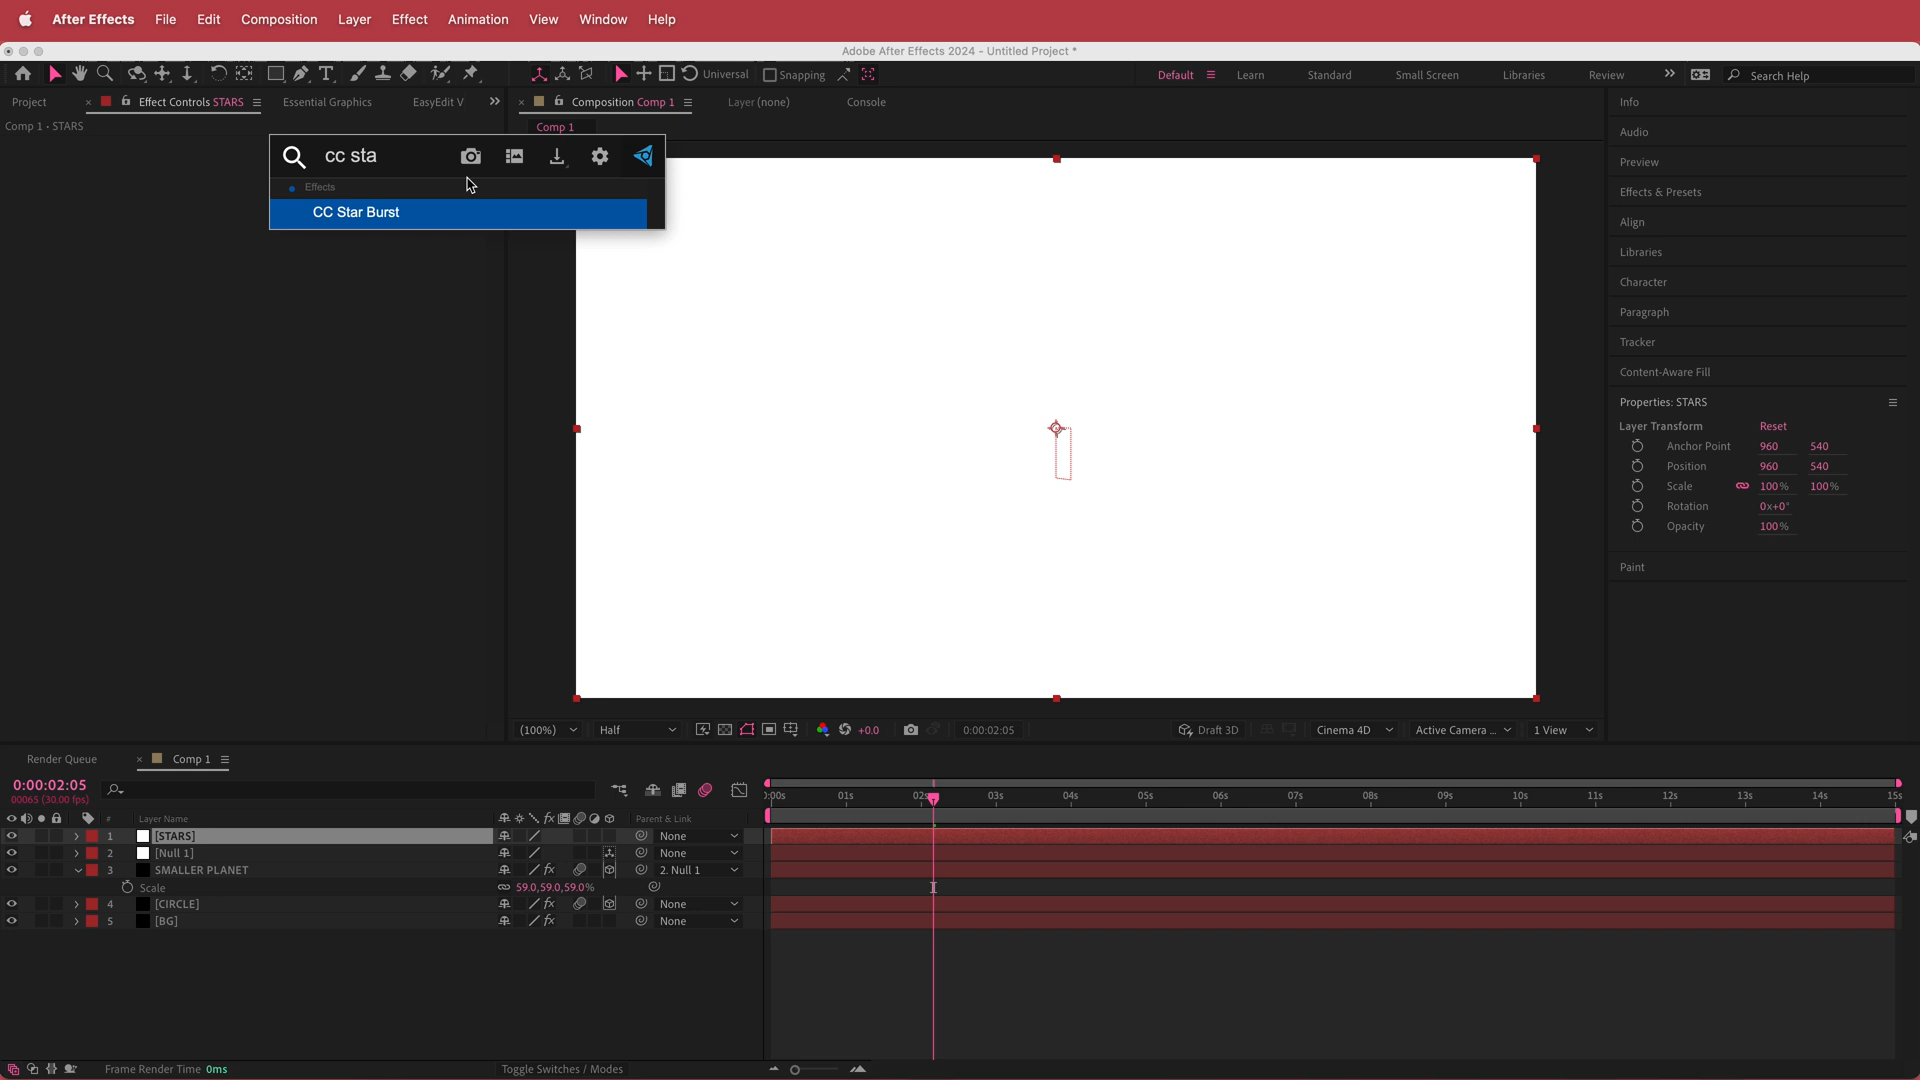 After Effects File Edit Composition Layer Effect Animation View Window Help
Adobe After Effects 2024 - Untitled Project *
Universal Snapping Default Learn Standard Small Screen Libraries Review Search Help
Project Effect Controls STARS Essential Graphics EasyEdit V Composition Comp 1 Layer (none) Console
Comp 1 • STARS
Comp 1
cc sta
Effects
CC Star Burst
Info
Audio
Preview
Effects & Presets
Align
Libraries
Character
Paragraph
Tracker
Content-Aware Fill
Properties: STARS
Layer Transform Reset
Anchor Point 960 540
Position 960 540
Scale 100% 100%
Rotation 0x+0°
Opacity 100%
Paint
(100%) Half +0.0 0:00:02:05 Draft 3D Cinema 4D Active Camera ... 1 View
Render Queue Comp 1
0:00:02:05
00065 (30.00 fps)
):00s 01s 02s 03s 04s 05s 06s 07s 08s 09s 10s 11s 12s 13s 14s 15s
# Layer Name Parent & Link
1 [STARS] None
2 [Null 1] None
3 SMALLER PLANET fx 2. Null 1
Scale 59.0,59.0,59.0%
4 [CIRCLE] fx None
5 [BG] fx None
Frame Render Time 0ms Toggle Switches / Modes